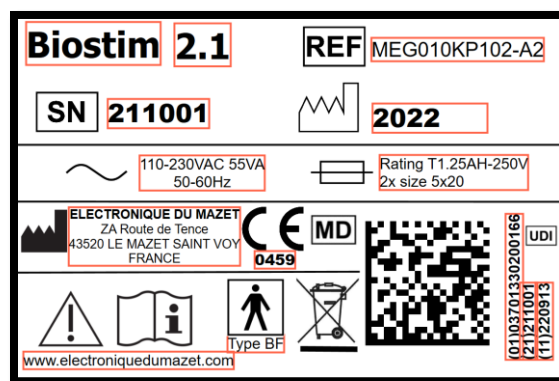 Biostim 2.1
REF MEG010KP102-A2
SN 211001
2022
110-230VAC 55VA
50-60Hz
Rating T1.25AH-250V
2x size 5x20
ELECTRONIQUE DU MAZET
ZA Route de Tence
43520 LE MAZET SAINT VOY
FRANCE
CE
0459
MD
UDI
(01)03701330200166
(21)211001
(11)220913
Type BF
www.electroniquedumazet.com